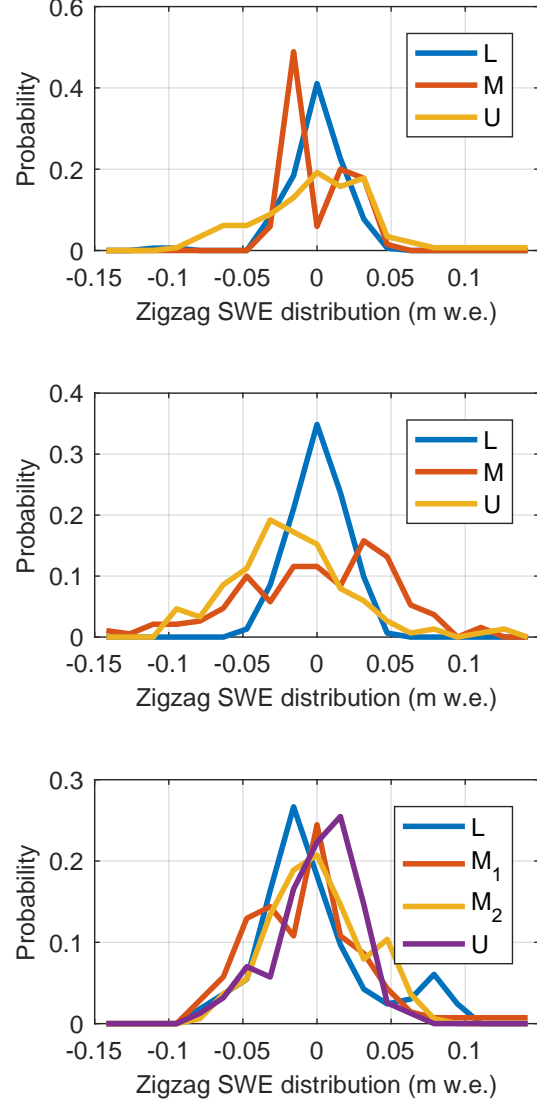 0.6
0.4
0.2
0
Probability
L
M
U
-0.15 -0.1 -0.05 0 0.05 0.1
Zigzag SWE distribution (m w.e.)
0.4
0.3
0.2
0.1
0
Probability
L
M
U
-0.15 -0.1 -0.05 0 0.05 0.1
Zigzag SWE distribution (m w.e.)
0.3
0.2
0.1
0
Probability
L
M1
M2
U
-0.15 -0.1 -0.05 0 0.05 0.1
Zigzag SWE distribution (m w.e.)